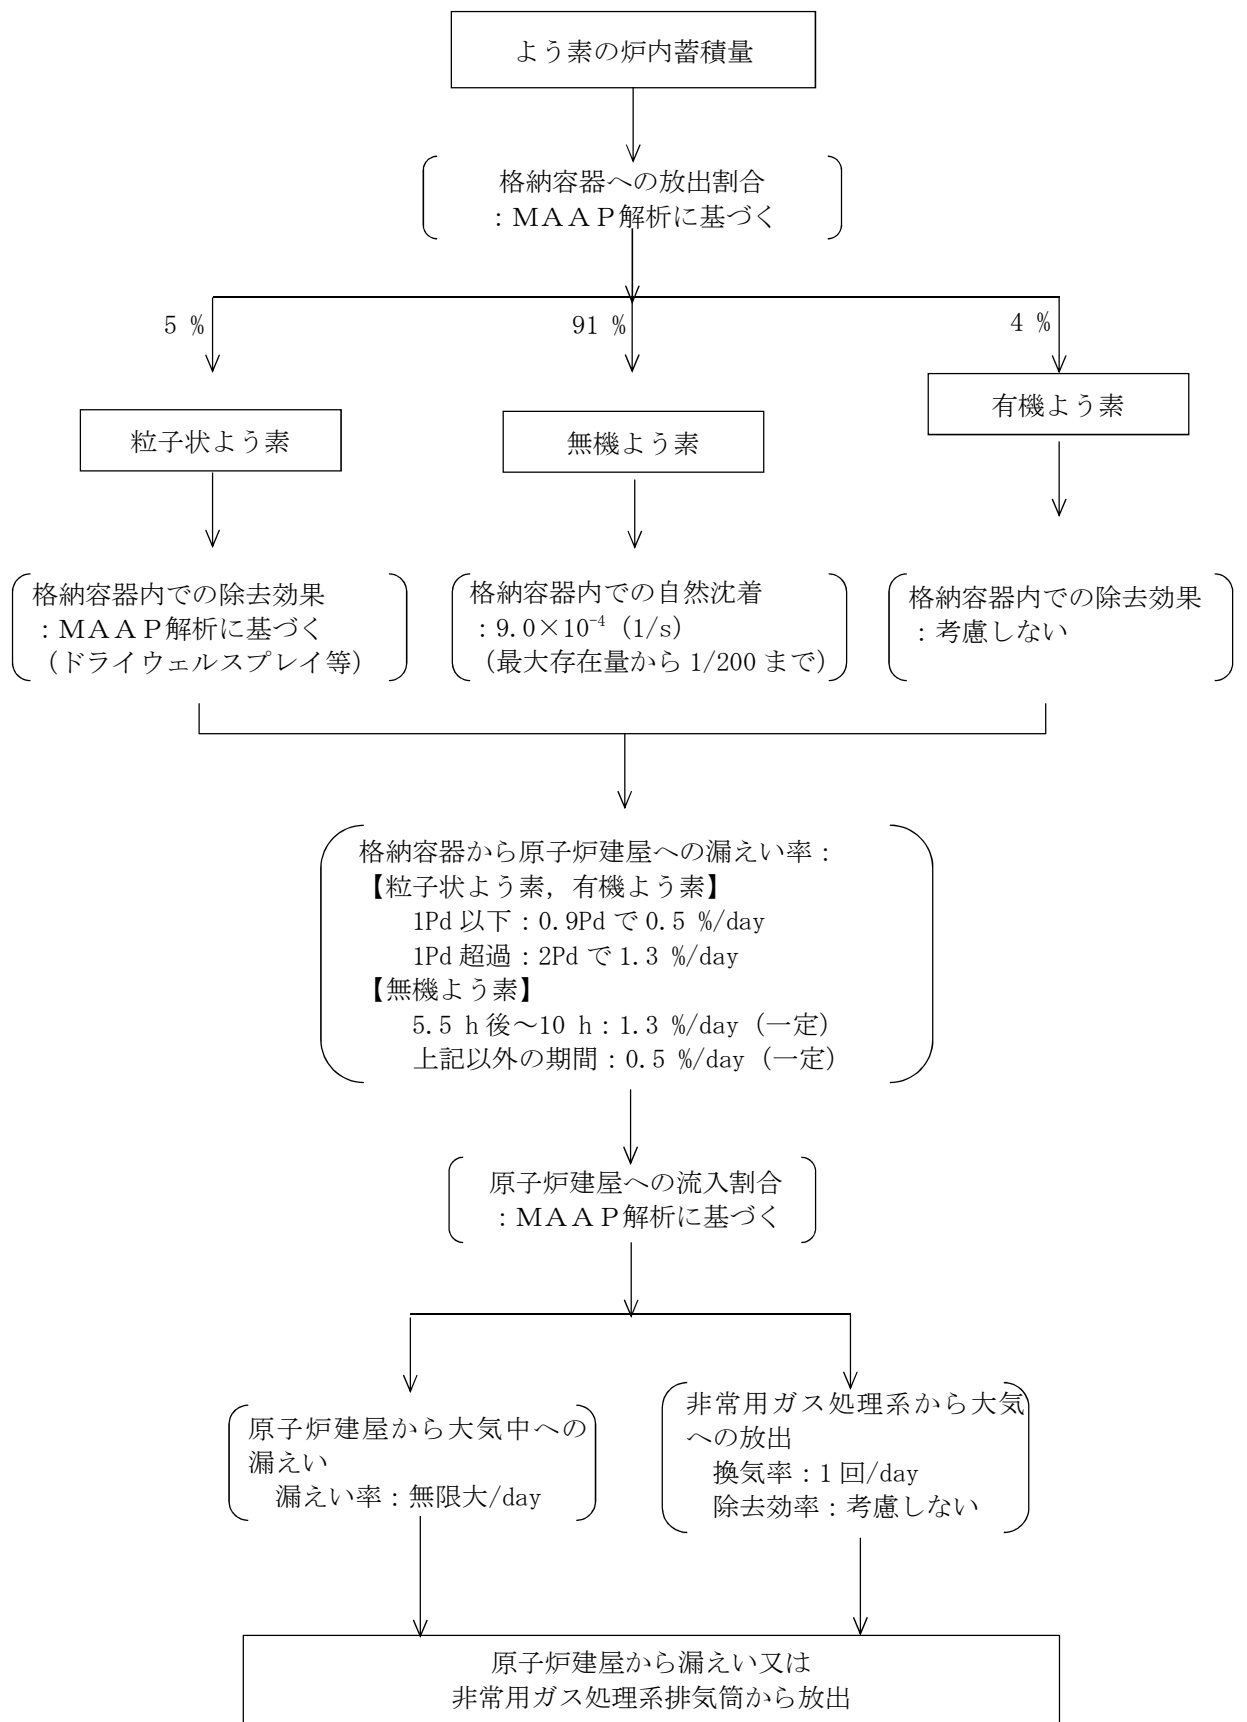 よう素の炉内蓄積量
格納容器への放出割合
：ＭＡＡＰ解析に基づく
5 %
91 %
4 %
粒子状よう素
無機よう素
有機よう素
格納容器内での除去効果
：ＭＡＡＰ解析に基づく
（ドライウェルスプレイ等）
格納容器内での自然沈着
：9.0×10⁻⁴（1/s）
（最大存在量から 1/200 まで）
格納容器内での除去効果
：考慮しない
格納容器から原子炉建屋への漏えい率：
【粒子状よう素，有機よう素】
1Pd 以下：0.9Pd で 0.5 %/day
1Pd 超過：2Pd で 1.3 %/day
【無機よう素】
5.5 h 後～10 h：1.3 %/day（一定）
上記以外の期間：0.5 %/day（一定）
原子炉建屋への流入割合
：ＭＡＡＰ解析に基づく
原子炉建屋から大気中への
漏えい
漏えい率：無限大/day
非常用ガス処理系から大気
への放出
換気率：1 回/day
除去効率：考慮しない
原子炉建屋から漏えい又は
非常用ガス処理系排気筒から放出